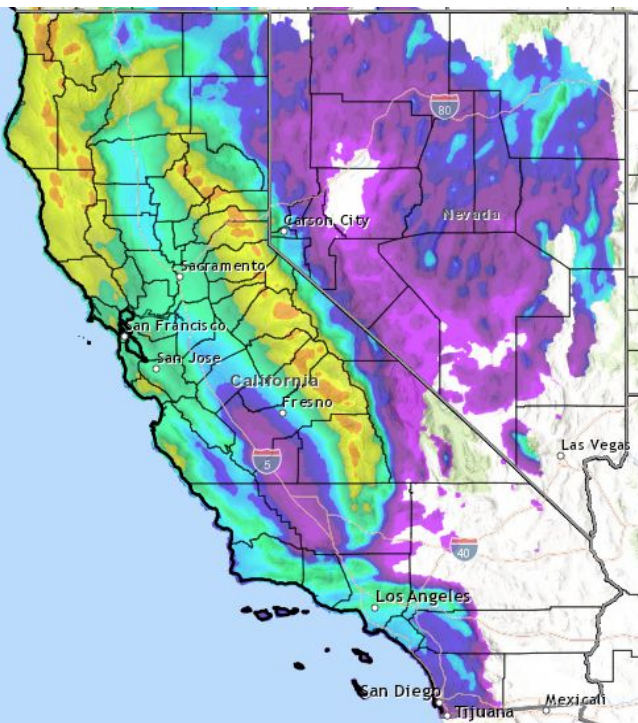 80
Nevada
Carson City
Sacramento
San Francisco
San Jose
California
Fresno
Las Vegas
5
40
Los Angeles
San Diego
Mexicali
Tijuana